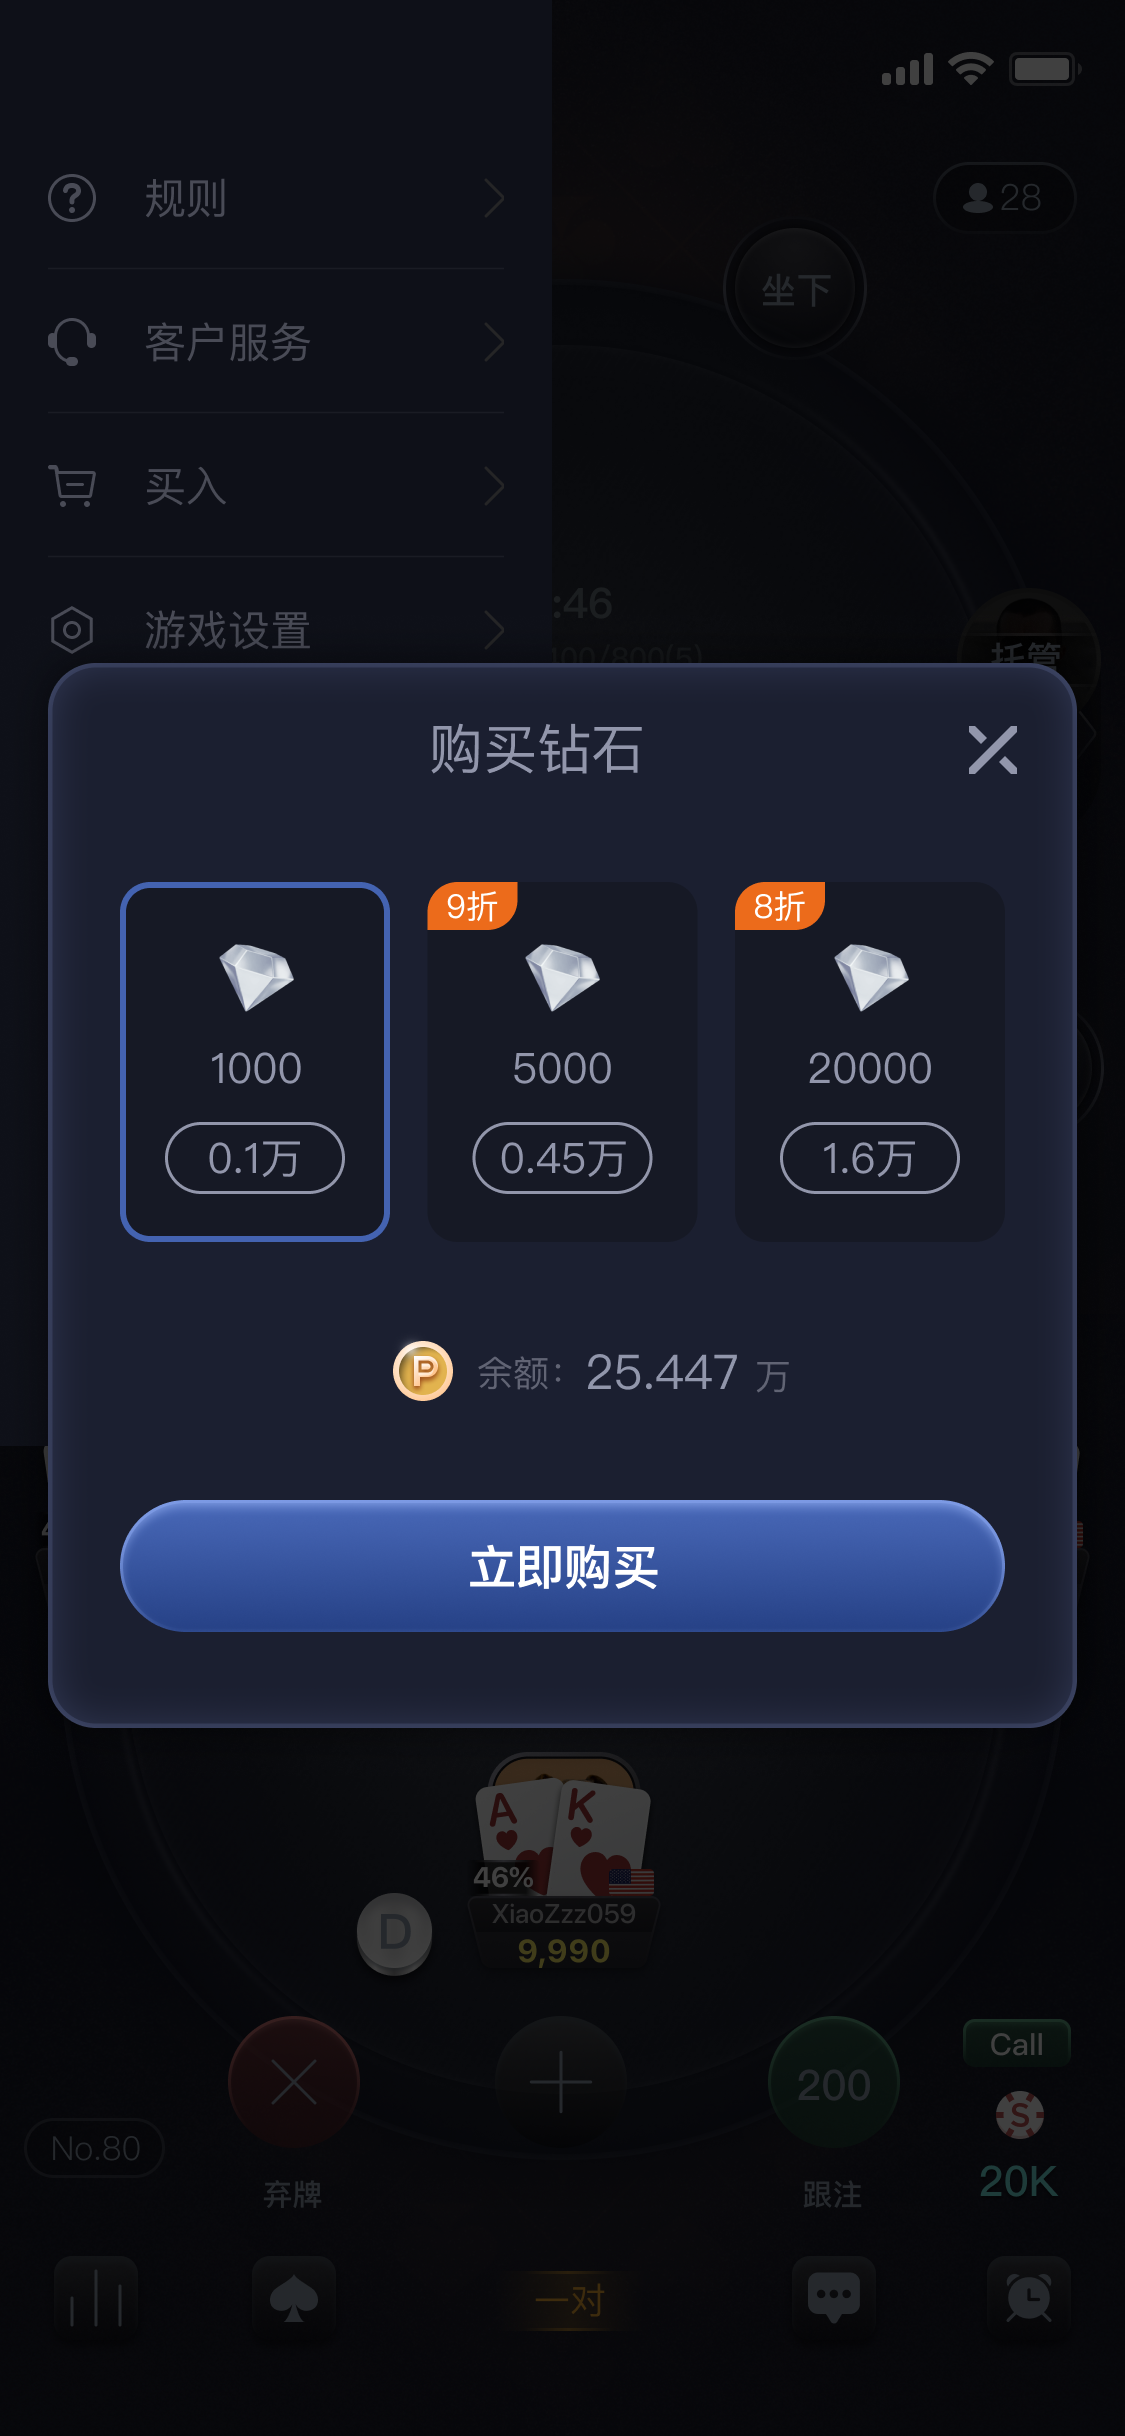 规则
28
坐下
客户服务
买入
:46
游戏设置
100/800(5)
托管
购买钻石
9折
8折
1000
5000
20000
0.1万
0.45万
1.6万
P
余额：25.447 万
立即购买
A
K
46%
XiaoZzz059
D
9,990
200
Call
S
No.80
20K
弃牌
跟注
一对